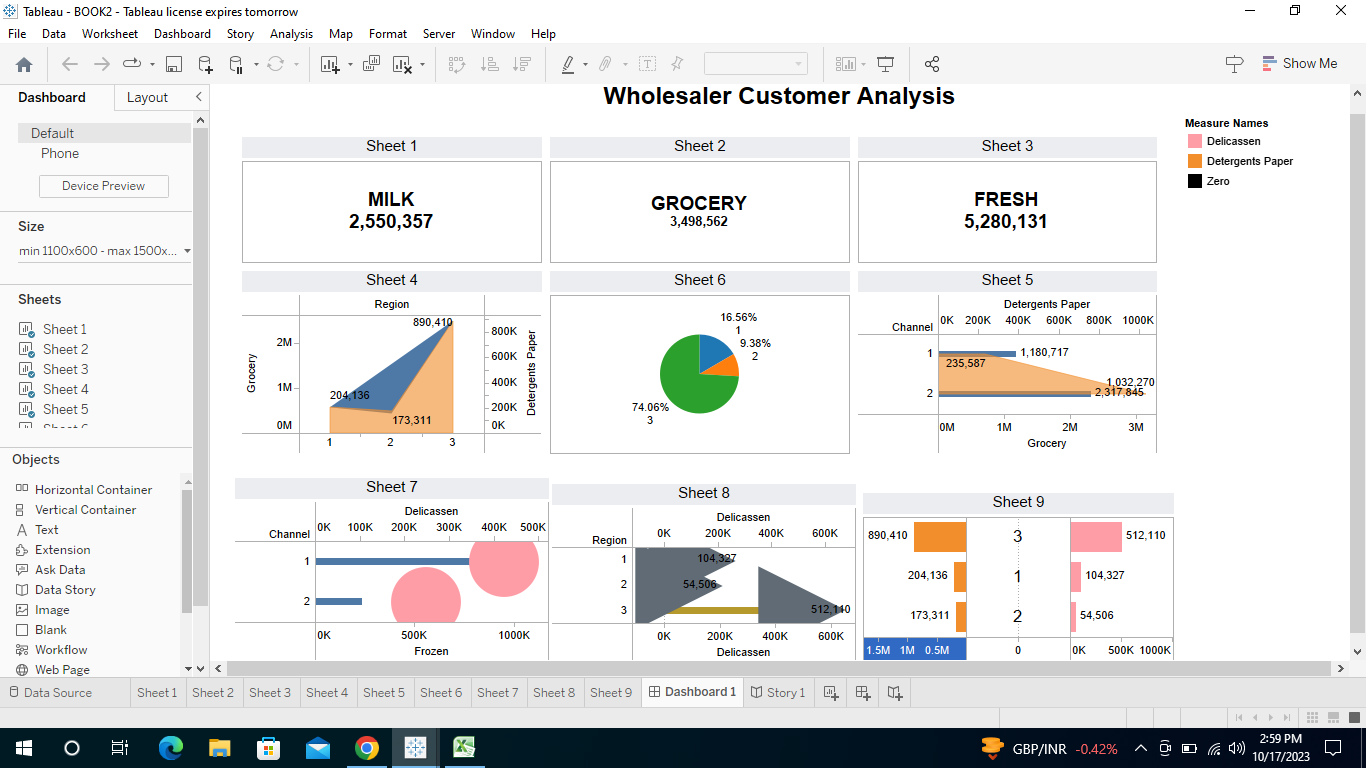 Tableau - BOOK2 - Tableau license expires tomorrow
File Data Worksheet Dashboard Story Analysis Map Format Server Window Help
Show Me
Dashboard Layout
Default
Phone
Device Preview
Size
min 1100x600 - max 1500x...
Sheets
Sheet 1
Sheet 2
Sheet 3
Sheet 4
Sheet 5
Objects
Horizontal Container
Vertical Container
Text
Extension
Ask Data
Data Story
Image
Blank
Workflow
Web Page
Wholesaler Customer Analysis
Measure Names
Delicassen
Detergents Paper
Zero
Sheet 1
MILK
2,550,357
Sheet 2
GROCERY
3,498,562
Sheet 3
FRESH
5,280,131
Sheet 4
Region
890,410
204,136
173,311
Grocery
2M
1M
0M
Detergents Paper
800K
600K
400K
200K
0K
1 2 3
Sheet 6
16.56%
1
9.38%
2
74.06%
3
Sheet 5
Detergents Paper
Channel 0K 200K 400K 600K 800K 1000K
1 1,180,717
235,587
1,032,270
2 2,317,845
0M 1M 2M 3M
Grocery
Sheet 7
Delicassen
Channel 0K 100K 200K 300K 400K 500K
1
2
0K 500K 1000K
Frozen
Sheet 8
Delicassen
Region 0K 200K 400K 600K
1 104,327
2 54,506
3 512,110
0K 200K 400K 600K
Delicassen
Sheet 9
890,410 3 512,110
204,136 1 104,327
173,311 2 54,506
1.5M 1M 0.5M 0 0K 500K 1000K
Data Source Sheet 1 Sheet 2 Sheet 3 Sheet 4 Sheet 5 Sheet 6 Sheet 7 Sheet 8 Sheet 9 Dashboard 1 Story 1
GBP/INR -0.42%
2:59 PM
10/17/2023